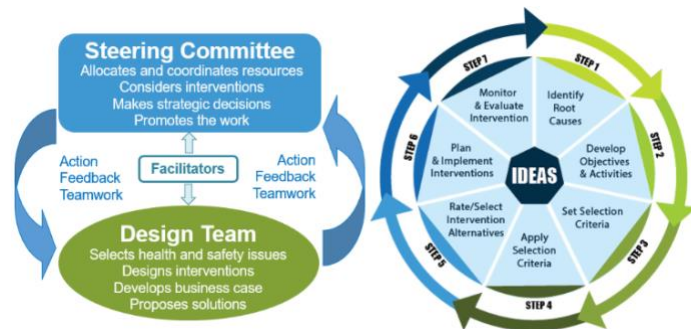 Steering Committee
Allocates and coordinates resources
Considers interventions
Makes strategic decisions
Promotes the work
Action
Feedback
Teamwork
Facilitators
Action
Feedback
Teamwork
Design Team
Selects health and safety issues
Designs interventions
Develops business case
Proposes solutions
STEP 1
Identify
Root
Causes
STEP 2
Develop
Objectives
& Activities
STEP 3
Set Selection
Criteria
STEP 4
Apply
Selection
Criteria
STEP 5
Rate/Select
Intervention
Alternatives
STEP 6
Plan
& Implement
Interventions
STEP 7
Monitor
& Evaluate
Intervention
IDEAS